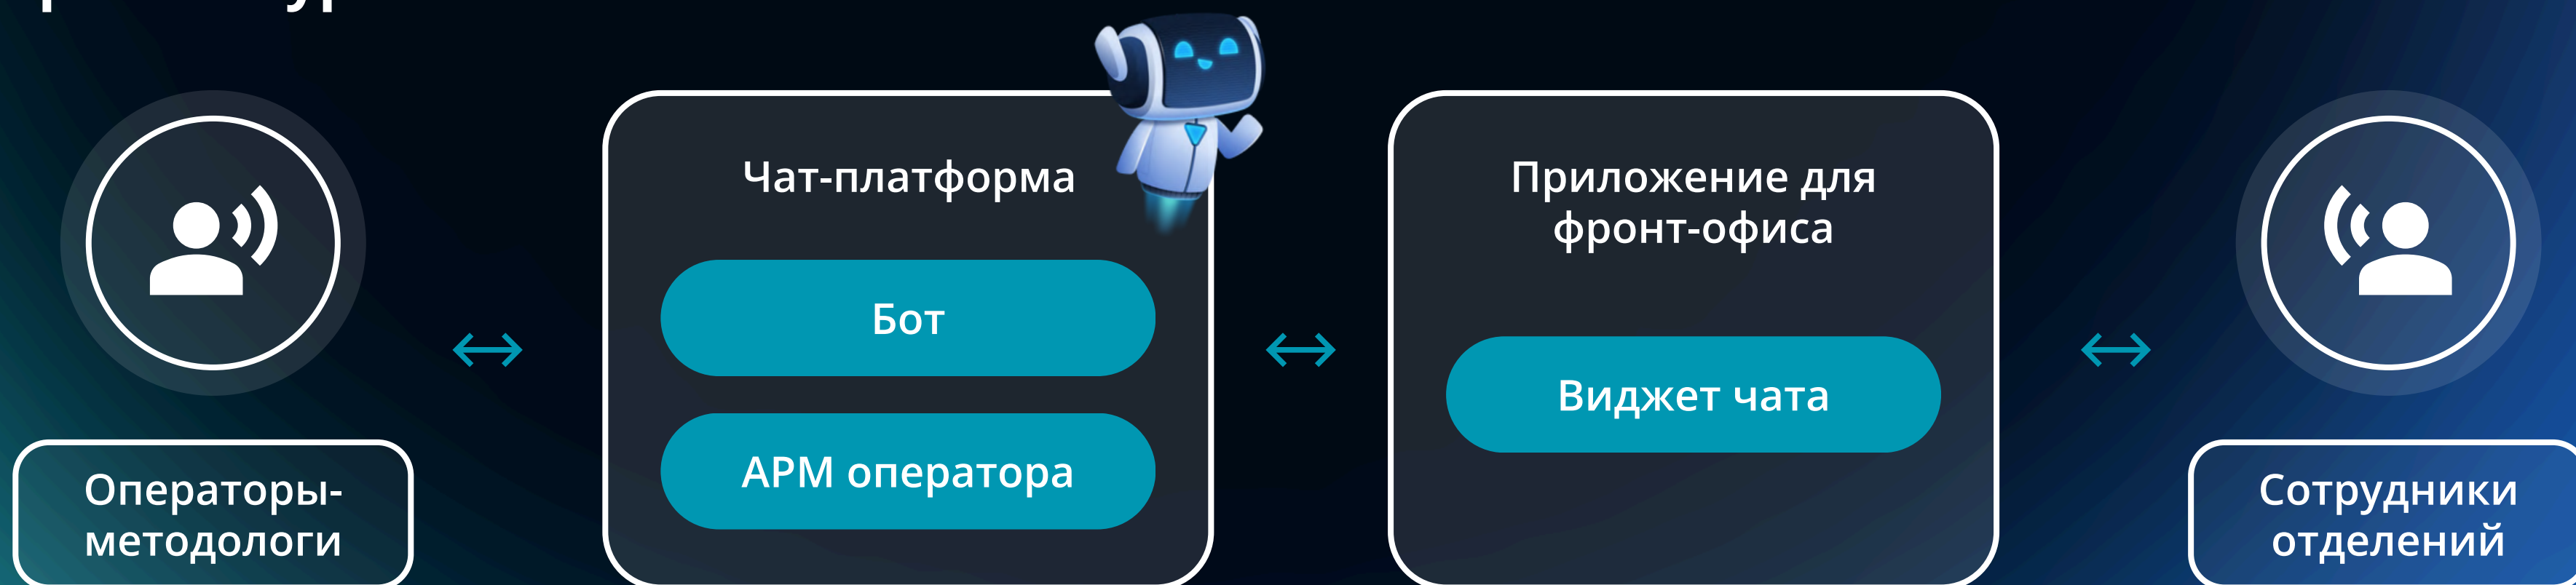 Чат-платформа
Бот
АРМ оператора
Приложение для
фронт-офиса
Виджет чата
Операторы-
методологи
Сотрудники
отделений